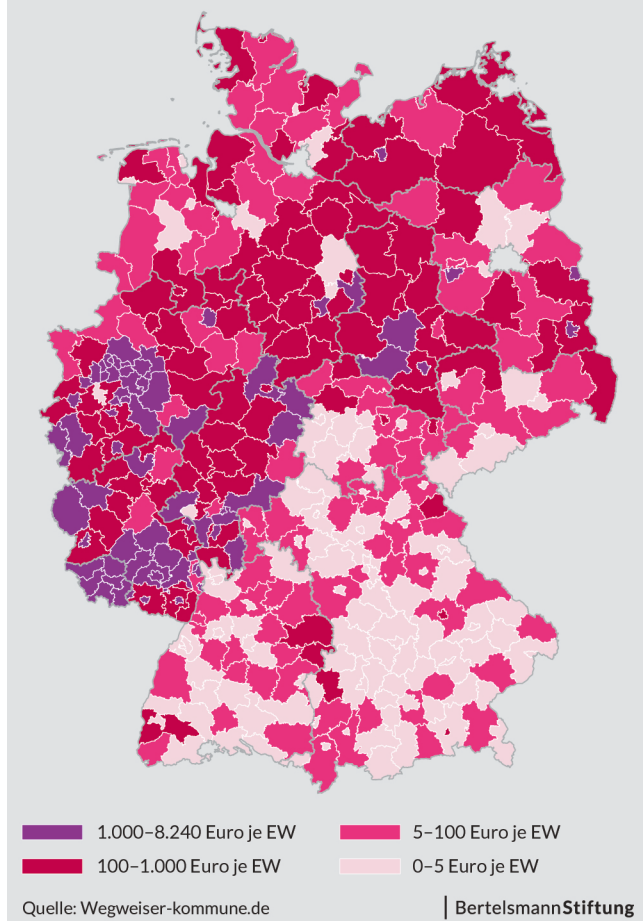 1.000–8.240 Euro je EW
5–100 Euro je EW
100–1.000 Euro je EW
0–5 Euro je EW
Quelle: Wegweiser-kommune.de
BertelsmannStiftung